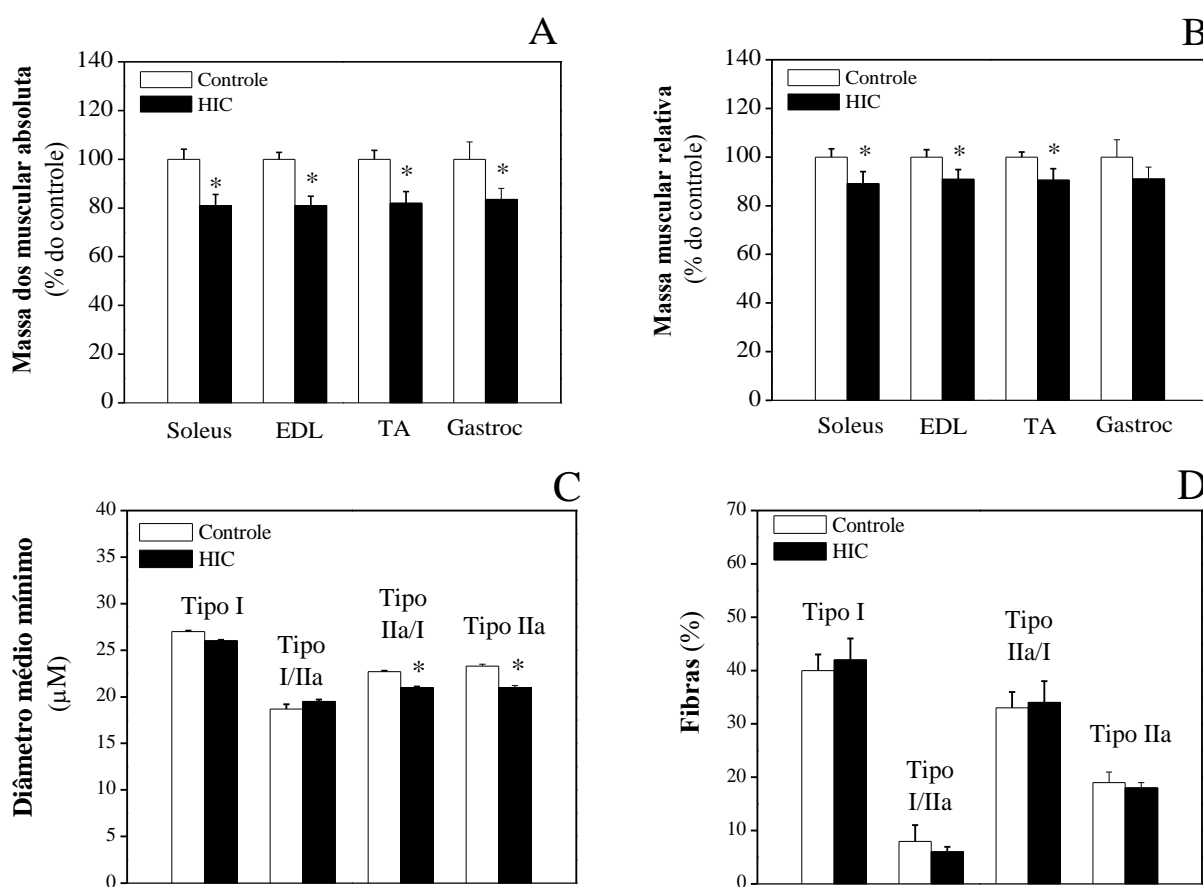 A
Massa dos muscular absoluta
(% do controle)
140
120
100
80
60
40
20
0
Controle
HIC
*
*
*
*
Soleus
EDL
TA
Gastroc
B
Massa muscular relativa
(% do controle)
140
120
100
80
60
40
20
0
Controle
HIC
*
*
*
Soleus
EDL
TA
Gastroc
C
Diâmetro médio mínimo
(µM)
40
35
30
25
20
15
10
5
0
Controle
HIC
Tipo I
Tipo
I/IIa
Tipo
IIa/I
*
Tipo IIa
*
D
Fibras (%)
70
60
50
40
30
20
10
0
Controle
HIC
Tipo I
Tipo
I/IIa
Tipo
IIa/I
Tipo IIa